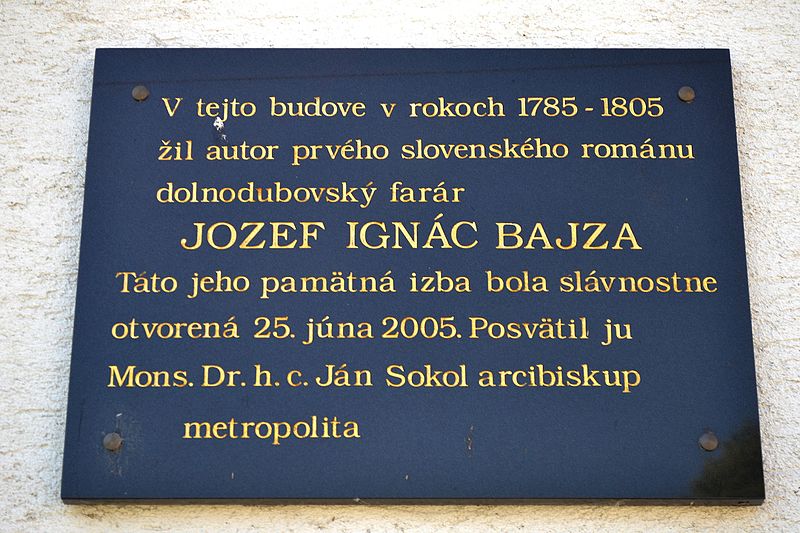 V tejto budove v rokoch 1785 - 1805
žil autor prvého slovenského románu
dolnodubovský farár
JOZEF IGNÁC BAJZA
Táto jeho pamätná izba bola slávnostne
otvorená 25. júna 2005. Posvätil ju
Mons. Dr. h. c. Ján Sokol arcibiskup
metropolita